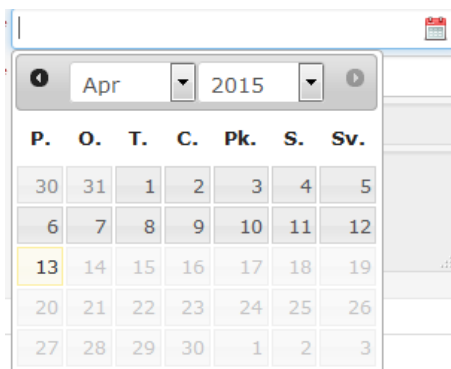 Apr 2015
P. O. T. C. Pk. S. Sv.
30 31 1 2 3 4 5
6 7 8 9 10 11 12
13 14 15 16 17 18 19
20 21 22 23 24 25 26
27 28 29 30 1 2 3